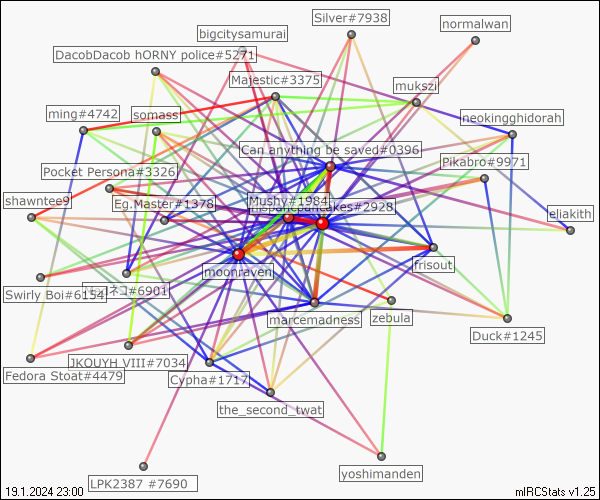 Silver#7938
normalwan
bigcitysamurai
DacobDacob hORNY police#5271
Majestic#3375
mukszi
ming#4742
somass
neokingghidorah
Can anything be saved#0396
Pikabro#9971
Pocket Persona#3326
shawntee9
Eg.Master#1378
Mushy#1984
thepancpancakes#2928
eliakith
moonraven
frisout
Swirly Boi#6154
ネコ#6901
marcemadness
zebula
Duck#1245
JKOUYH VIII#7034
Fedora Stoat#4479
Cypha#1717
the_second_twat
yoshimanden
LPK2387 #7690
19.1.2024 23:00
mIRCStats v1.25